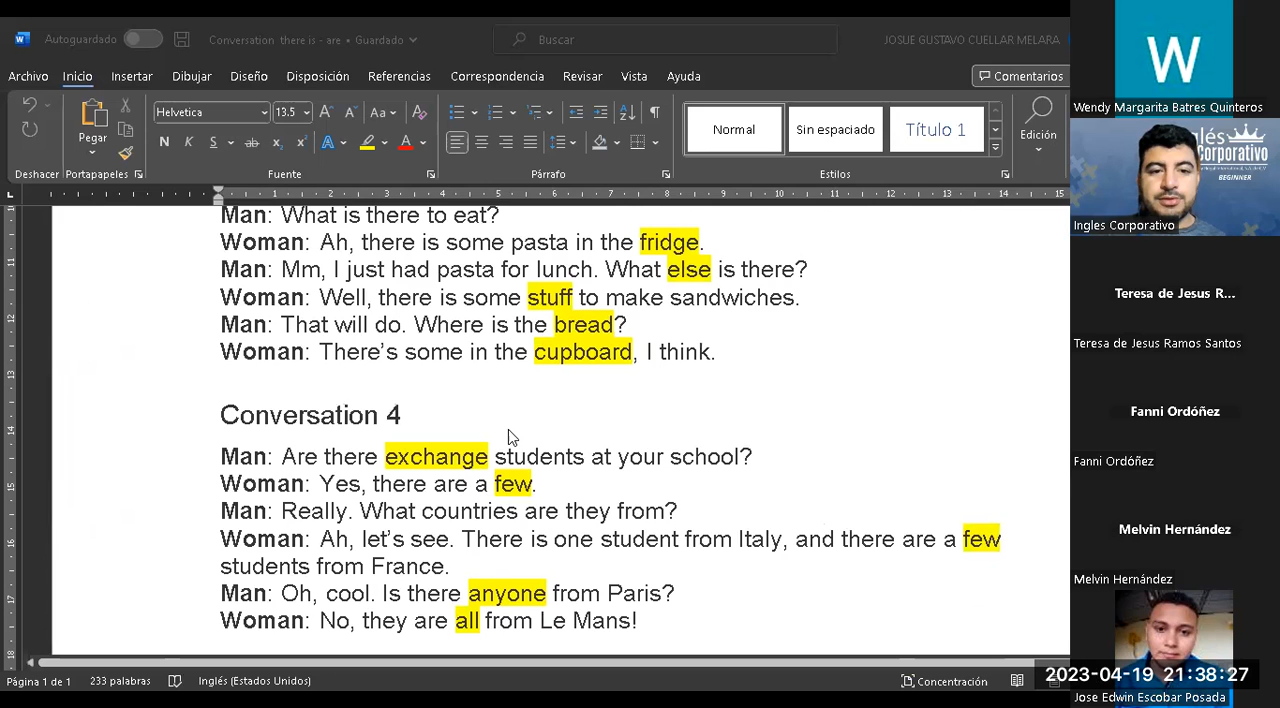 Autoguardado
Conversation there is - are • Guardado
Buscar
JOSUE GUSTAVO CUELLAR MELARA
Archivo Inicio Insertar Dibujar Diseño Disposición Referencias Correspondencia Revisar Vista Ayuda
Comentarios
Pegar
Helvetica
13.5
Normal
Sin espaciado
Título 1
Edición
Deshacer Portapapeles Fuente Párrafo Estilos
Man: What is there to eat?
Woman: Ah, there is some pasta in the fridge.
Man: Mm, I just had pasta for lunch. What else is there?
Woman: Well, there is some stuff to make sandwiches.
Man: That will do. Where is the bread?
Woman: There's some in the cupboard, I think.
Conversation 4
Man: Are there exchange students at your school?
Woman: Yes, there are a few.
Man: Really. What countries are they from?
Woman: Ah, let's see. There is one student from Italy, and there are a few
students from France.
Man: Oh, cool. Is there anyone from Paris?
Woman: No, they are all from Le Mans!
Página 1 de 1
233 palabras
Inglés (Estados Unidos)
Concentración
W
Wendy Margarita Batres Quinteros
Inglés
Corporativo
BEGINNER
Ingles Corporativo
Teresa de Jesus R...
Teresa de Jesus Ramos Santos
Fanni Ordóñez
Fanni Ordóñez
Melvin Hernández
Melvin Hernández
2023-04-19 21:38:27
Jose Edwin Escobar Posada